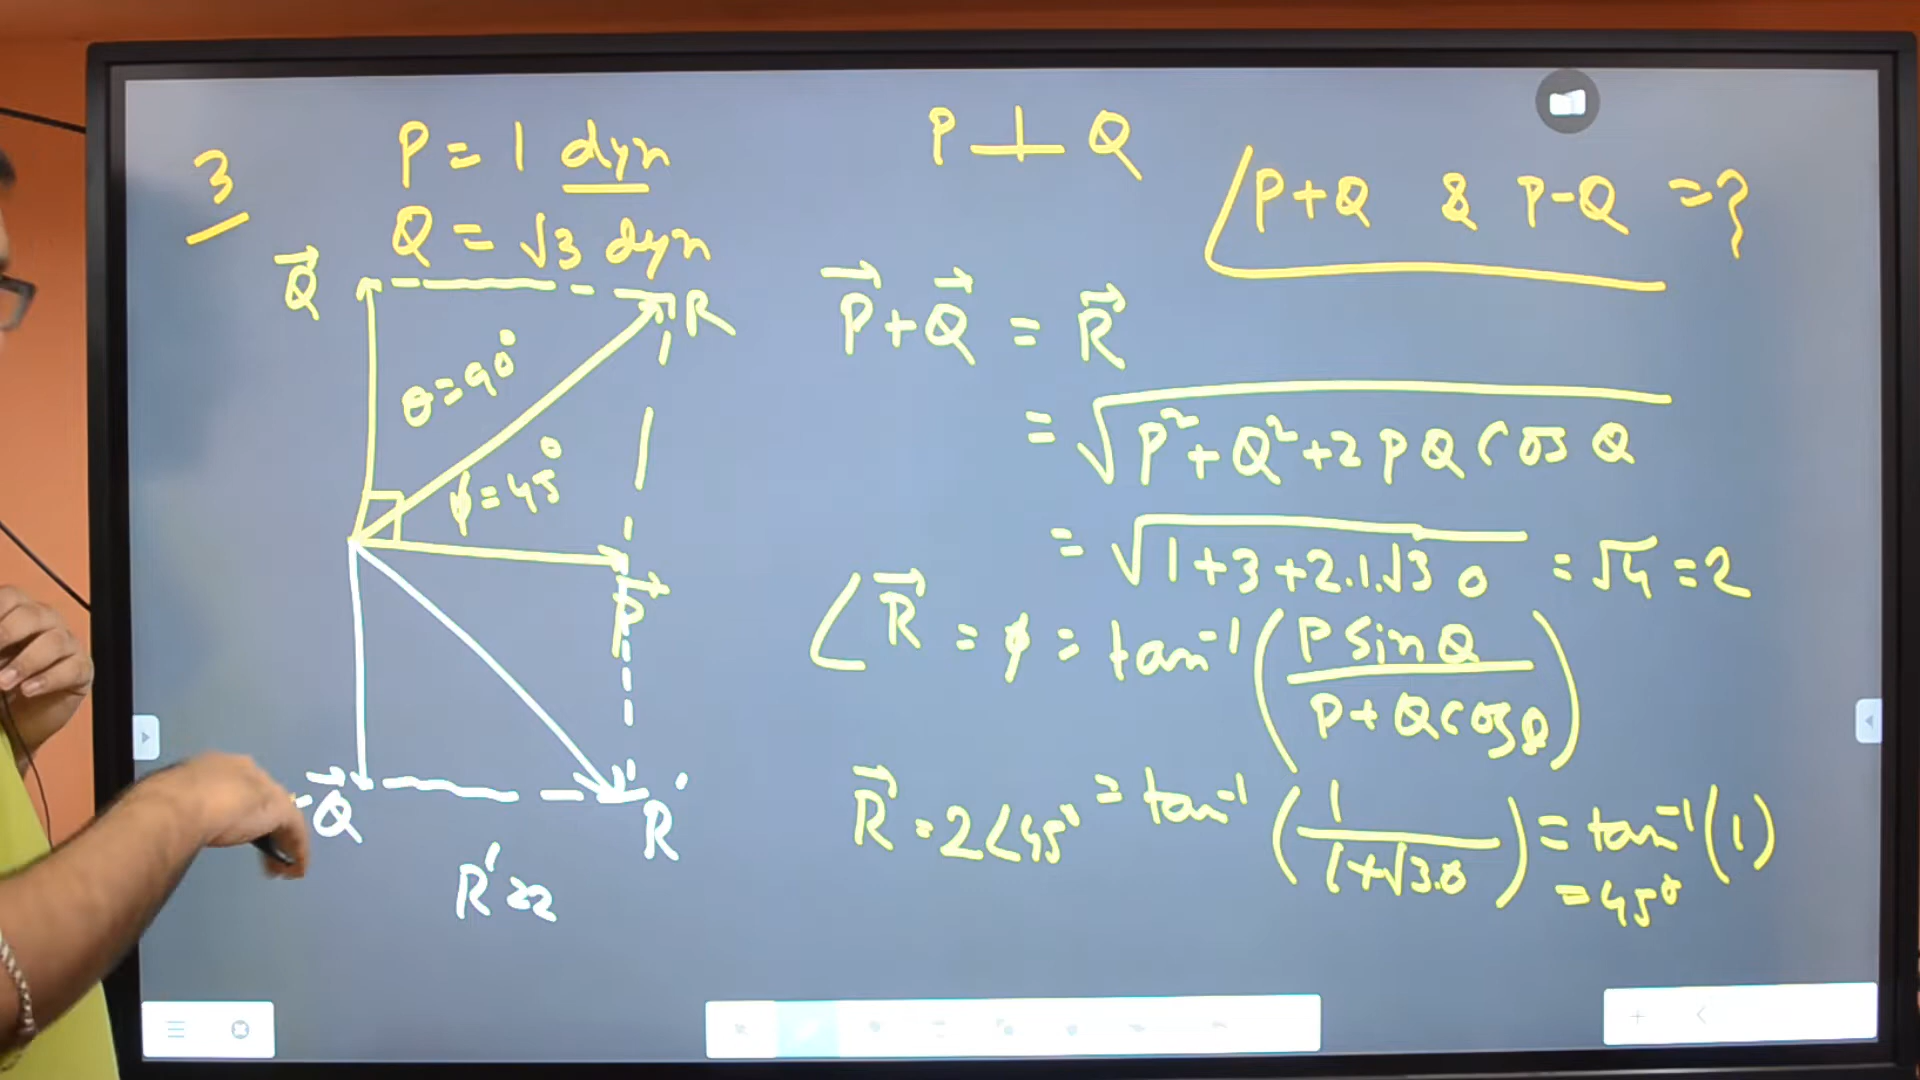 3
P = 1 dyn
Q = √3 dyn
P ⊥ Q
∠P+Q & P-Q = ?
Q⃗
R
θ=90°
ϕ=45°
P⃗
-Q⃗
R'
R'=2
P⃗+Q⃗ = R⃗
= √(P²+Q²+2PQ Cos Q)
= √(1+3+2.1.√3 0) = √4 = 2
∠R⃗ = ϕ = tan⁻¹ (P Sin Q / P + Q Cos θ)
R⃗ = 2∠45° = tan⁻¹ (1 / 1+√3.0) = tan⁻¹ (1)
= 45°